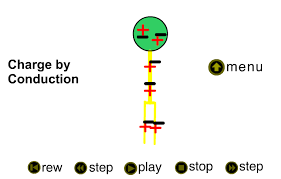 Charge by
Conduction
menu
rew
step
play
stop
step